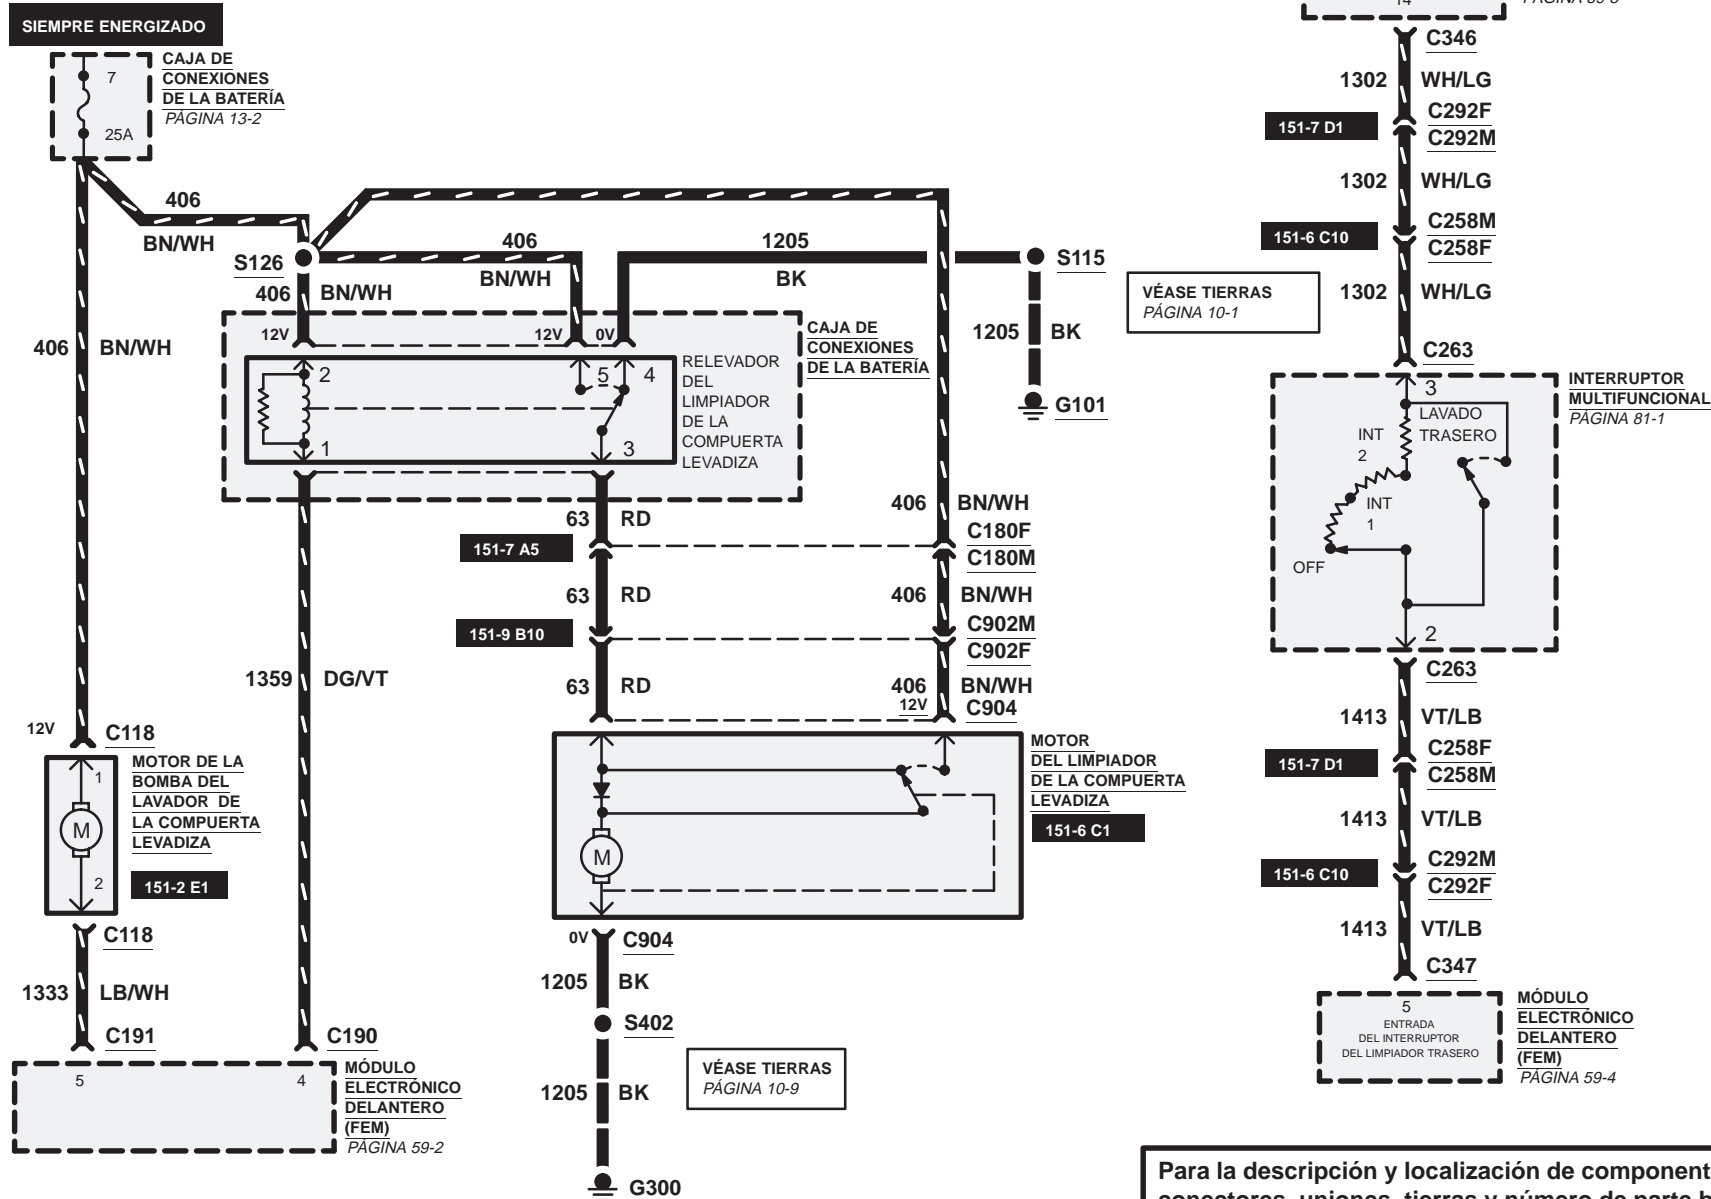 SIEMPRE ENERGIZADO
7
25A
CAJA DE
CONEXIONES
DE LA BATERÍA
PÁGINA 13-2
406
BN/WH
S126
406
BN/WH
406
BN/WH
1205
BK
S115
VÉASE TIERRAS
PÁGINA 10-1
1205
BK
G101
406
BN/WH
12V
12V
0V
CAJA DE
CONEXIONES
DE LA BATERÍA
2
5
4
1
3
RELEVADOR
DEL
LIMPIADOR
DE LA
COMPUERTA
LEVADIZA
63
RD
406
BN/WH
151-7 A5
C180F
C180M
63
RD
406
BN/WH
151-9 B10
C902M
C902F
1359
DG/VT
63
RD
406
BN/WH
12V
C904
12V
C118
1
M
2
MOTOR DE LA
BOMBA DEL
LAVADOR DE
LA COMPUERTA
LEVADIZA
151-2 E1
C118
1333
LB/WH
C191
C190
5
4
MÓDULO
ELECTRÓNICO
DELANTERO
(FEM)
PÁGINA 59-2
M
MOTOR
DEL LIMPIADOR
DE LA COMPUERTA
LEVADIZA
151-6 C1
0V
C904
1205
BK
S402
VÉASE TIERRAS
PÁGINA 10-9
1205
BK
G300
14
C346
1302
WH/LG
C292F
151-7 D1
C292M
1302
WH/LG
C258M
151-6 C10
C258F
1302
WH/LG
C263
INTERRUPTOR
MULTIFUNCIONAL
PÁGINA 81-1
3
LAVADO
TRASERO
INT
2
INT
1
OFF
2
C263
1413
VT/LB
C258F
151-7 D1
C258M
1413
VT/LB
C292M
151-6 C10
C292F
1413
VT/LB
C347
5
ENTRADA
DEL INTERRUPTOR
DEL LIMPIADOR TRASERO
MÓDULO
ELECTRÓNICO
DELANTERO
(FEM)
PÁGINA 59-4
Para la descripción y localización de component
conectores, uniones, tierras y número de parte b